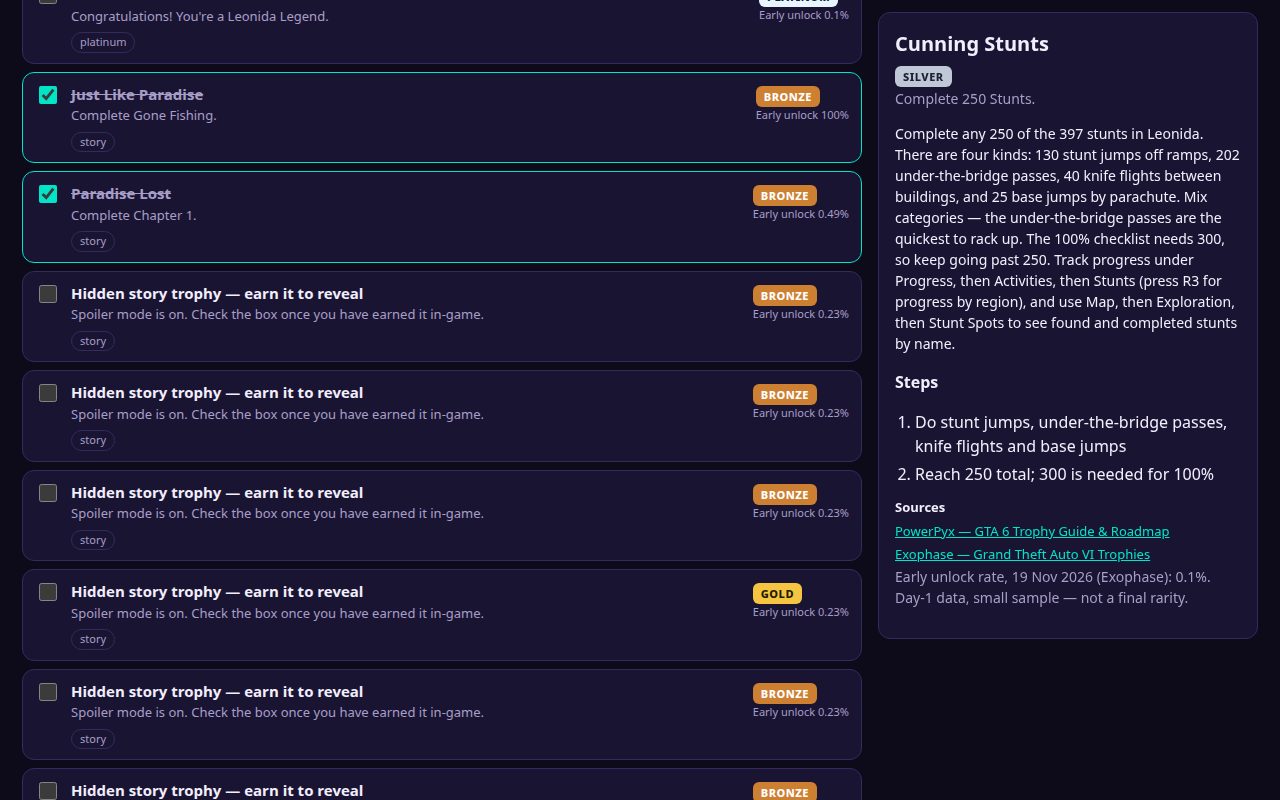 Congratulations! You're a Leonida Legend.
Early unlock 0.1%
platinum
Just Like Paradise
BRONZE
Complete Gone Fishing.
Early unlock 100%
story
Paradise Lost
BRONZE
Complete Chapter 1.
Early unlock 0.49%
story
Hidden story trophy — earn it to reveal
BRONZE
Spoiler mode is on. Check the box once you have earned it in-game.
Early unlock 0.23%
story
Hidden story trophy — earn it to reveal
BRONZE
Spoiler mode is on. Check the box once you have earned it in-game.
Early unlock 0.23%
story
Hidden story trophy — earn it to reveal
BRONZE
Spoiler mode is on. Check the box once you have earned it in-game.
Early unlock 0.23%
story
Hidden story trophy — earn it to reveal
GOLD
Spoiler mode is on. Check the box once you have earned it in-game.
Early unlock 0.23%
story
Hidden story trophy — earn it to reveal
BRONZE
Spoiler mode is on. Check the box once you have earned it in-game.
Early unlock 0.23%
story
Hidden story trophy — earn it to reveal
BRONZE
Cunning Stunts
SILVER
Complete 250 Stunts.
Complete any 250 of the 397 stunts in Leonida.
There are four kinds: 130 stunt jumps off ramps, 202
under-the-bridge passes, 40 knife flights between
buildings, and 25 base jumps by parachute. Mix
categories — the under-the-bridge passes are the
quickest to rack up. The 100% checklist needs 300,
so keep going past 250. Track progress under
Progress, then Activities, then Stunts (press R3 for
progress by region), and use Map, then Exploration,
then Stunt Spots to see found and completed stunts
by name.
Steps
1. Do stunt jumps, under-the-bridge passes,
knife flights and base jumps
2. Reach 250 total; 300 is needed for 100%
Sources
PowerPyx — GTA 6 Trophy Guide & Roadmap
Exophase — Grand Theft Auto VI Trophies
Early unlock rate, 19 Nov 2026 (Exophase): 0.1%.
Day-1 data, small sample — not a final rarity.